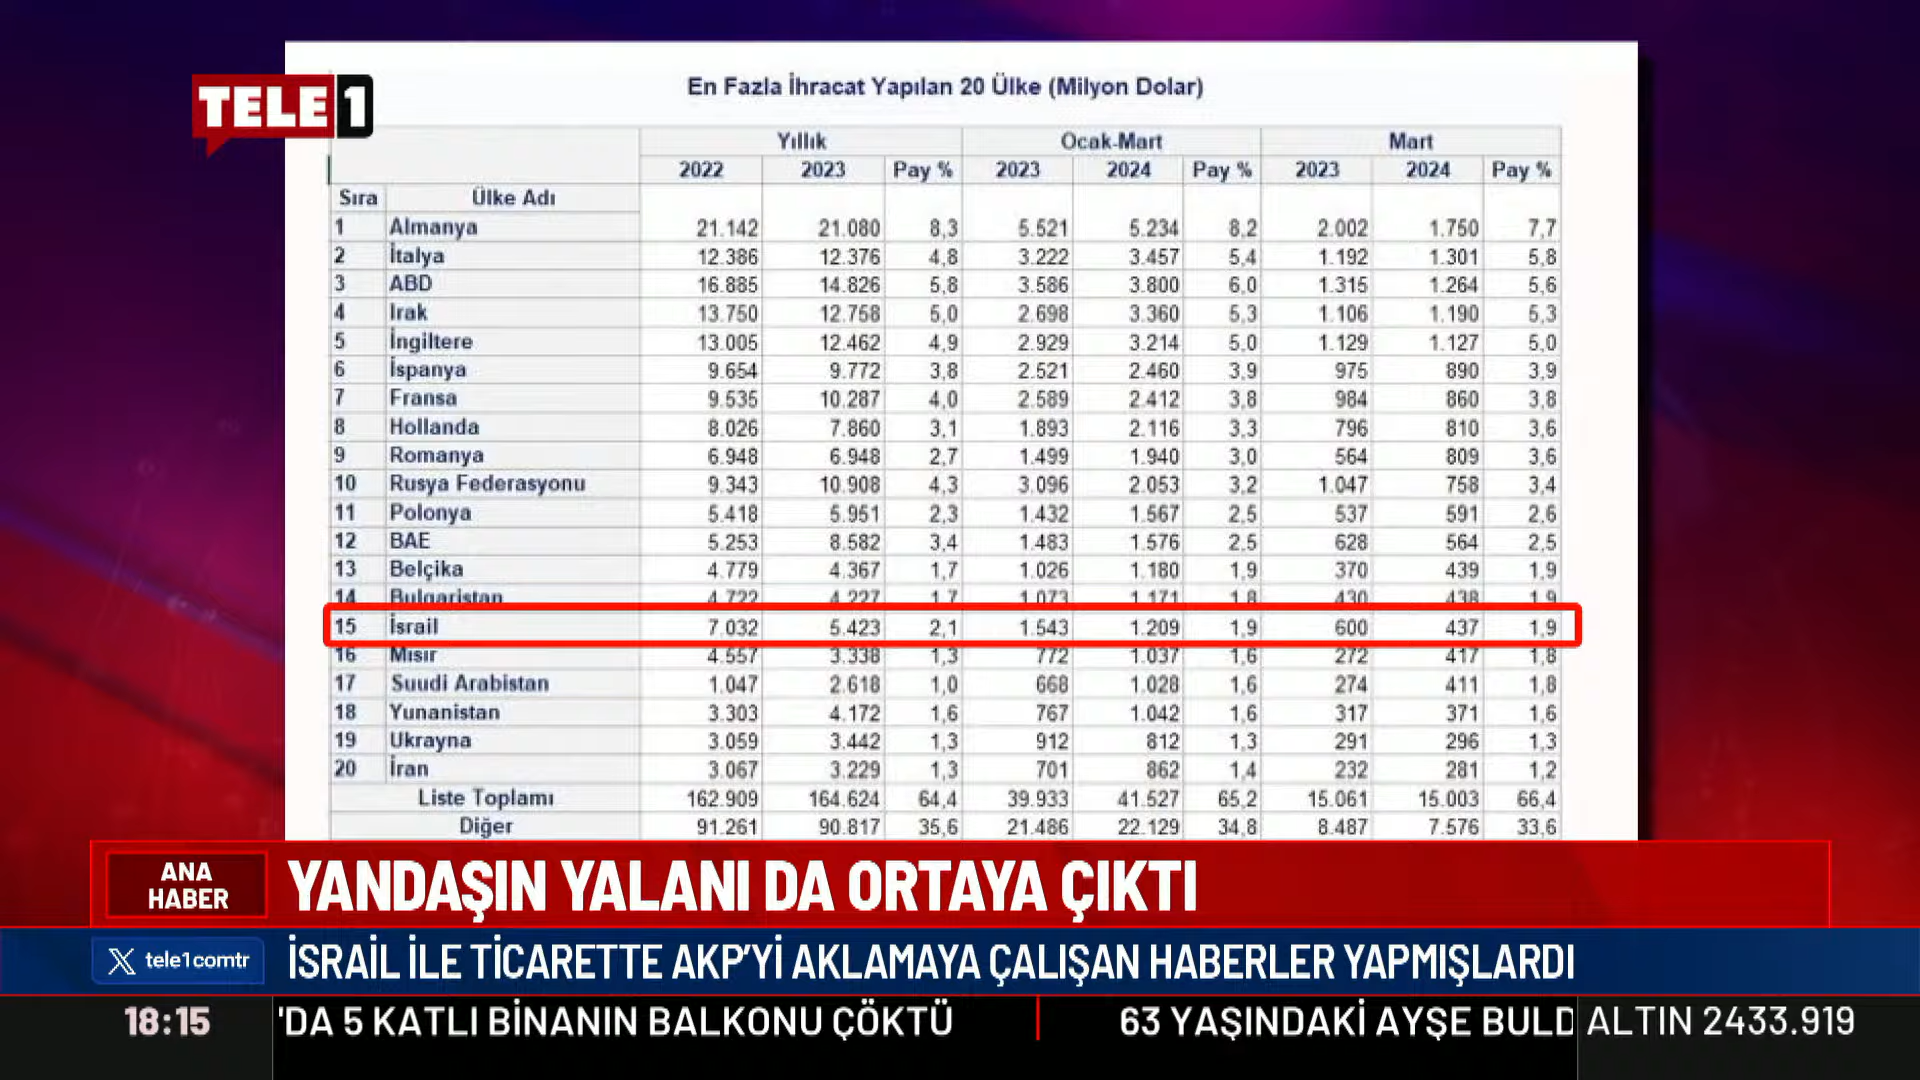 TELE1
En Fazla İhracat Yapılan 20 Ülke (Milyon Dolar)
Yıllık Ocak-Mart Mart
2022 2023 Pay % 2023 2024 Pay % 2023 2024 Pay %
Sıra Ülke Adı
1 Almanya 21.142 21.080 8,3 5.521 5.234 8,2 2.002 1.750 7,7
2 İtalya 12.386 12.376 4,8 3.222 3.457 5,4 1.192 1.301 5,8
3 ABD 16.885 14.826 5,8 3.586 3.800 6,0 1.315 1.264 5,6
4 Irak 13.750 12.758 5,0 2.698 3.360 5,3 1.106 1.190 5,3
5 İngiltere 13.005 12.462 4,9 2.929 3.214 5,0 1.129 1.127 5,0
6 İspanya 9.654 9.772 3,8 2.521 2.460 3,9 975 890 3,9
7 Fransa 9.535 10.287 4,0 2.589 2.412 3,8 984 860 3,8
8 Hollanda 8.026 7.860 3,1 1.893 2.116 3,3 796 810 3,6
9 Romanya 6.948 6.948 2,7 1.499 1.940 3,0 564 809 3,6
10 Rusya Federasyonu 9.343 10.908 4,3 3.096 2.053 3,2 1.047 758 3,4
11 Polonya 5.418 5.951 2,3 1.432 1.567 2,5 537 591 2,6
12 BAE 5.253 8.582 3,4 1.483 1.576 2,5 628 564 2,5
13 Belçika 4.779 4.367 1,7 1.026 1.180 1,9 370 439 1,9
14 Bulgaristan 4.722 4.227 1,7 1.073 1.171 1,8 430 438 1,9
15 İsrail 7.032 5.423 2,1 1.543 1.209 1,9 600 437 1,9
16 Mısır 4.557 3.338 1,3 772 1.037 1,6 272 417 1,8
17 Suudi Arabistan 1.047 2.618 1,0 668 1.028 1,6 274 411 1,8
18 Yunanistan 3.303 4.172 1,6 767 1.042 1,6 317 371 1,6
19 Ukrayna 3.059 3.442 1,3 912 812 1,3 291 296 1,3
20 İran 3.067 3.229 1,3 701 862 1,4 232 281 1,2
Liste Toplamı 162.909 164.624 64,4 39.933 41.527 65,2 15.061 15.003 66,4
Diğer 91.261 90.817 35,6 21.486 22.129 34,8 8.487 7.576 33,6
ANA HABER
YANDAŞIN YALANI DA ORTAYA ÇIKTI
X tele1comtr
İSRAİL İLE TİCARETTE AKP'Yİ AKLAMAYA ÇALIŞAN HABERLER YAPMIŞLARDI
18:15 'DA 5 KATLI BİNANIN BALKONU ÇÖKTÜ 63 YAŞINDAKİ AYŞE BULD ALTIN 2433.919